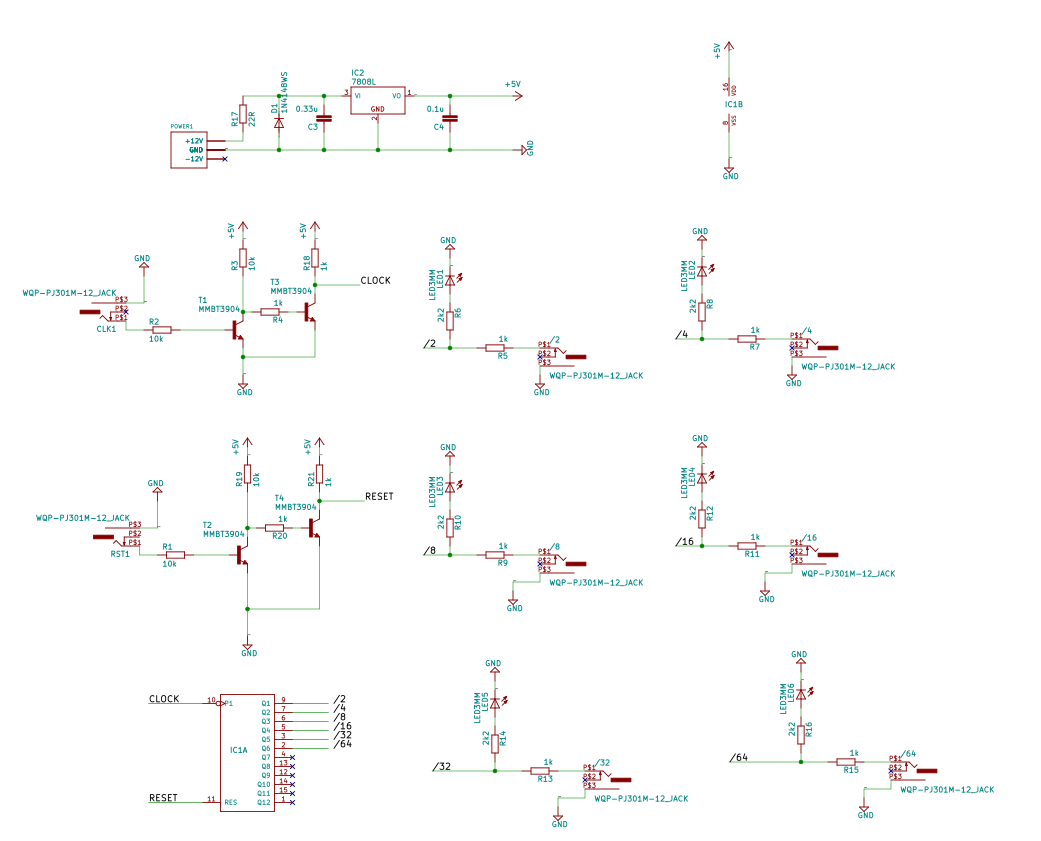 +5V
16
VDD
IC1B
8
VSS
GND
POWER1
+12V
GND
-12V
R17
22R
D1
1N4148WS
0.33u
C3
IC2
7808L
3
VI
VO
1
GND
2
0.1u
C4
+5V
GND
GND
WQP-PJ301M-12_JACK
P$3
P$2
P$1
CLK1
R2
10k
+5V
R3
10k
T1
MMBT3904
GND
T3
MMBT3904
1k
R4
+5V
R18
1k
CLOCK
GND
LED3MM
LED1
2k2
R6
/2
1k
R5
/2
P$1
P$2
P$3
WQP-PJ301M-12_JACK
GND
GND
LED3MM
LED2
2k2
R8
/4
1k
R7
/4
P$1
P$2
P$3
WQP-PJ301M-12_JACK
GND
GND
WQP-PJ301M-12_JACK
P$3
P$2
P$1
RST1
R1
10k
+5V
R19
10k
T2
MMBT3904
GND
T4
MMBT3904
1k
R20
+5V
R21
1k
RESET
GND
LED3MM
LED3
2k2
R10
/8
1k
R9
/8
P$1
P$2
P$3
WQP-PJ301M-12_JACK
GND
GND
LED3MM
LED4
2k2
R12
/16
1k
R11
/16
P$1
P$2
P$3
WQP-PJ301M-12_JACK
GND
CLOCK
10
P1
RESET
11
RES
IC1A
Q1 9 /2
Q2 7 /4
Q3 6 /8
Q4 5 /16
Q5 3 /32
Q6 2 /64
Q7 4
Q8 13
Q9 12
Q10 14
Q11 15
Q12 1
GND
LED3MM
LED5
2k2
R14
/32
1k
R13
/32
P$1
P$2
P$3
WQP-PJ301M-12_JACK
GND
GND
LED3MM
LED6
2k2
R16
/64
1k
R15
/64
P$1
P$2
P$3
WQP-PJ301M-12_JACK
GND